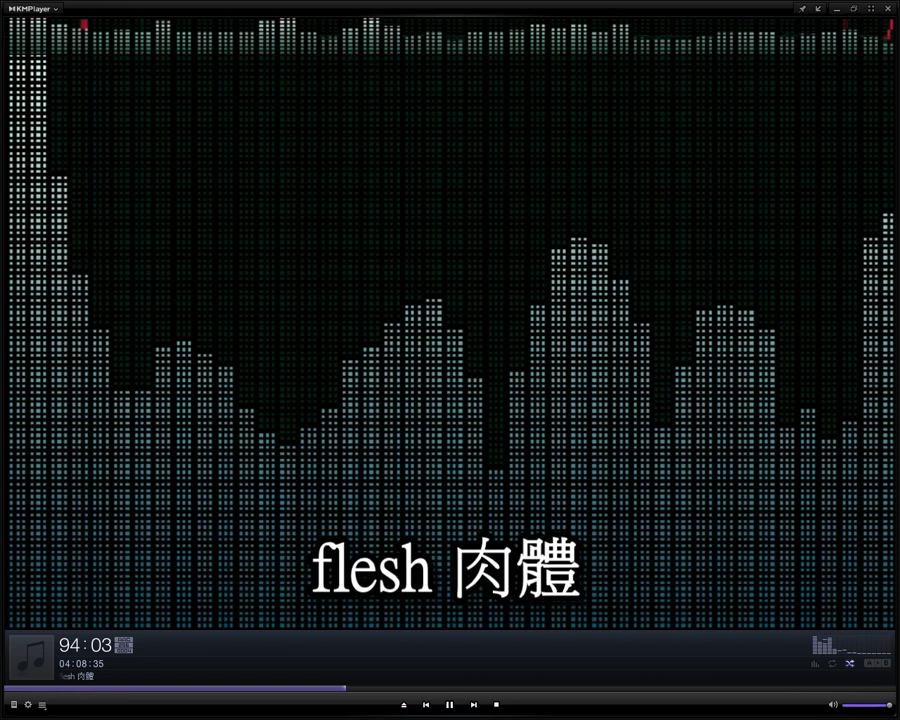 KMPlayer
flesh 肉體
94:03
04:08:35
flesh 肉體